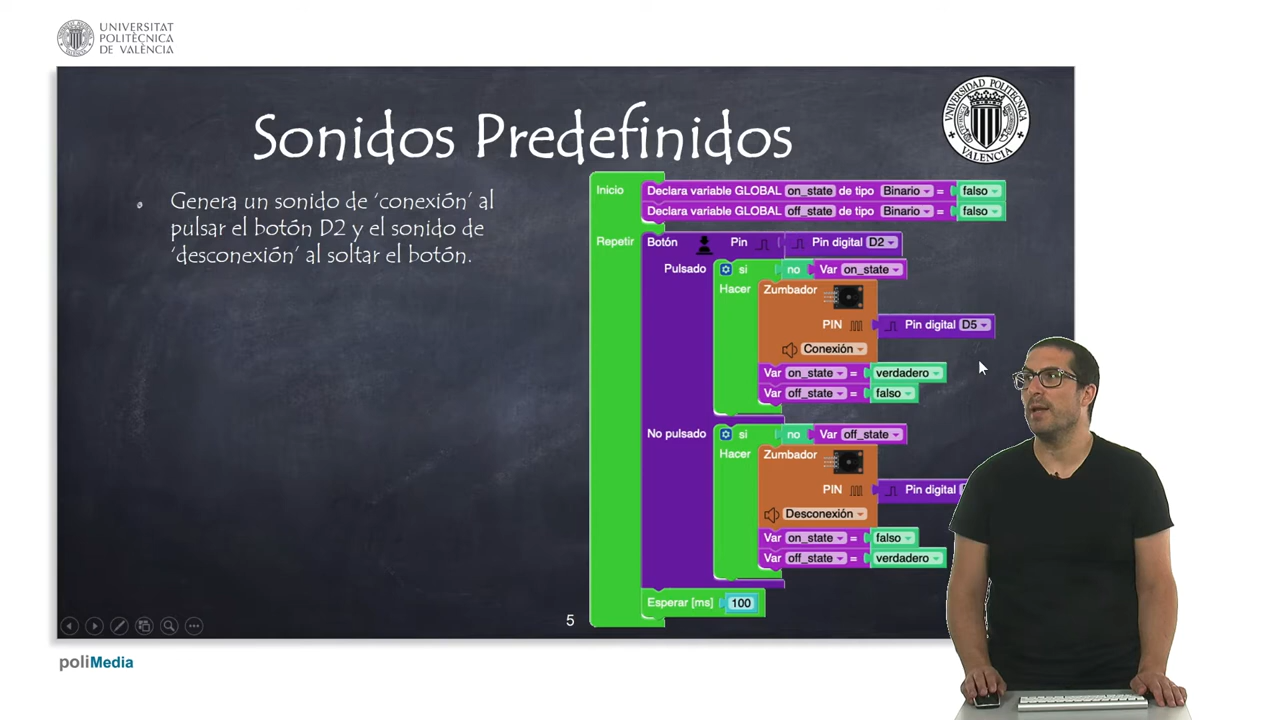 UNIVERSITAT
POLITÈCNICA
DE VALÈNCIA
Sonidos Predefinidos
UNIVERSIDAD POLITECNICA
VALENCIA
Genera un sonido de 'conexión' al
pulsar el botón D2 y el sonido de
'desconexión' al soltar el botón.
Inicio
Declara variable GLOBAL on_state de tipo Binario = falso
Declara variable GLOBAL off_state de tipo Binario = falso
Repetir
Botón Pin Pin digital D2
Pulsado si no Var on_state
Hacer Zumbador
PIN Pin digital D5
Conexión
Var on_state = verdadero
Var off_state = falso
No pulsado si no Var off_state
Hacer Zumbador
PIN Pin digital
Desconexión
Var on_state = falso
Var off_state = verdadero
Esperar [ms] 100
5
poliMedia